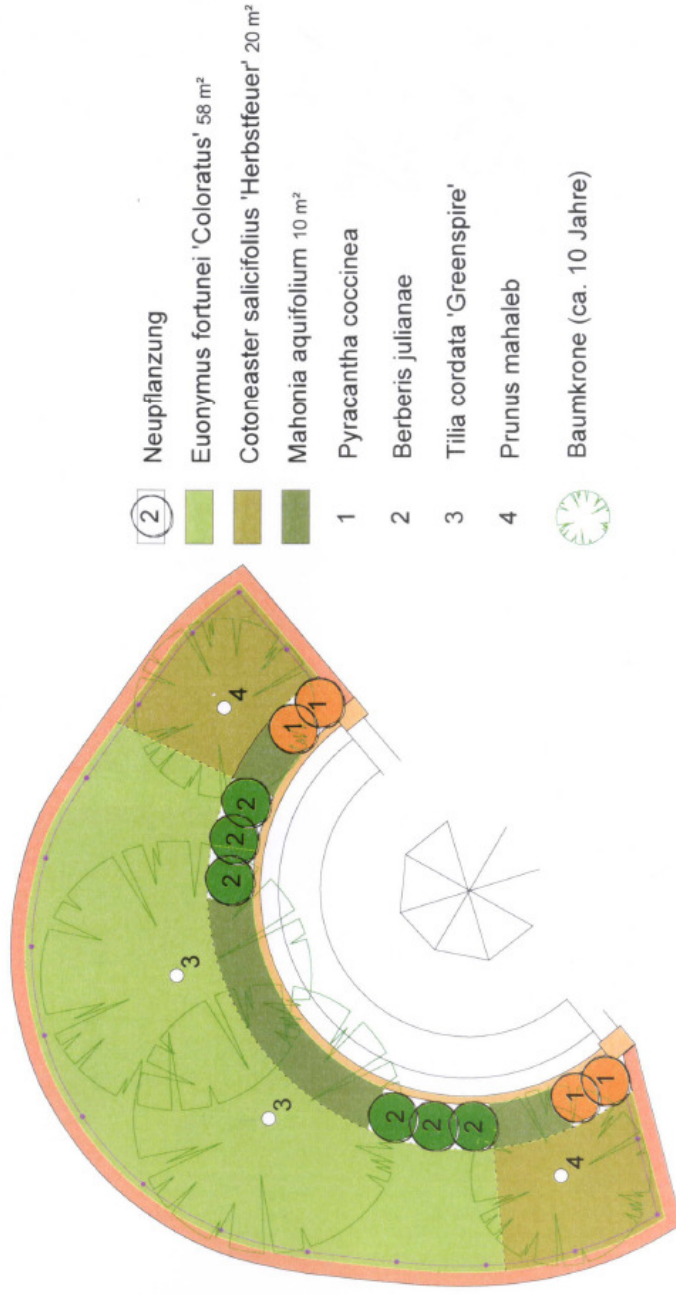 2 Neupflanzung
Euonymus fortunei 'Coloratus' 58 m²
Cotoneaster salicifolius 'Herbstfeuer' 20 m²
Mahonia aquifolium 10 m²
1 Pyracantha coccinea
2 Berberis julianae
3 Tilia cordata 'Greenspire'
4 Prunus mahaleb
Baumkrone (ca. 10 Jahre)
3
3
4
4
2
2
2
2
2
2
1
1
1
1